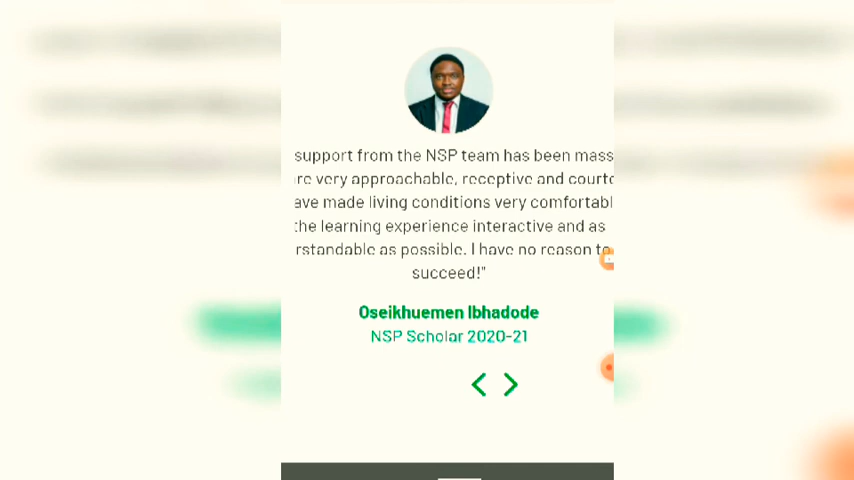 support from the NSP team has been mass
re very approachable, receptive and courte
ave made living conditions very comfortabl
the learning experience interactive and as
rstandable as possible. I have no reason to
succeed!"
Oseikhuemen Ibhadode
NSP Scholar 2020-21